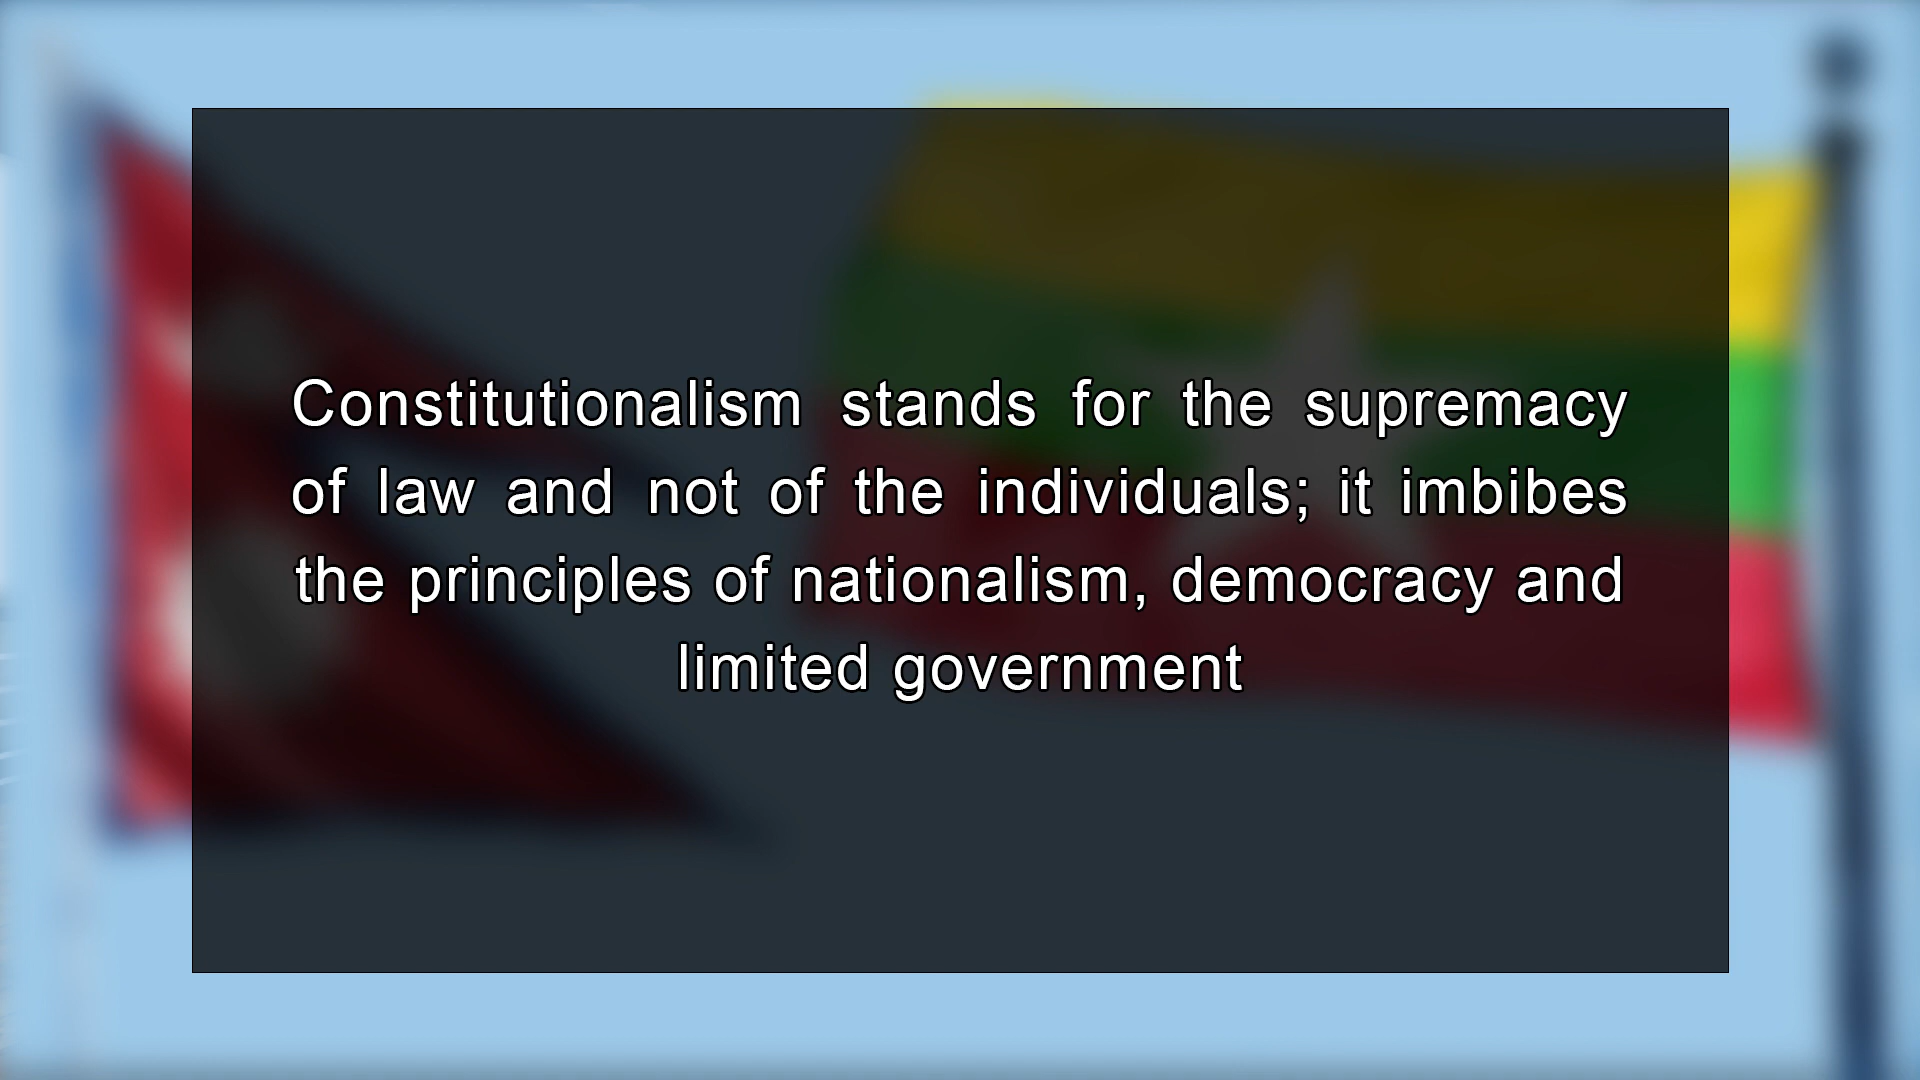 Constitutionalism stands for the supremacy
of law and not of the individuals; it imbibes
the principles of nationalism, democracy and
limited government